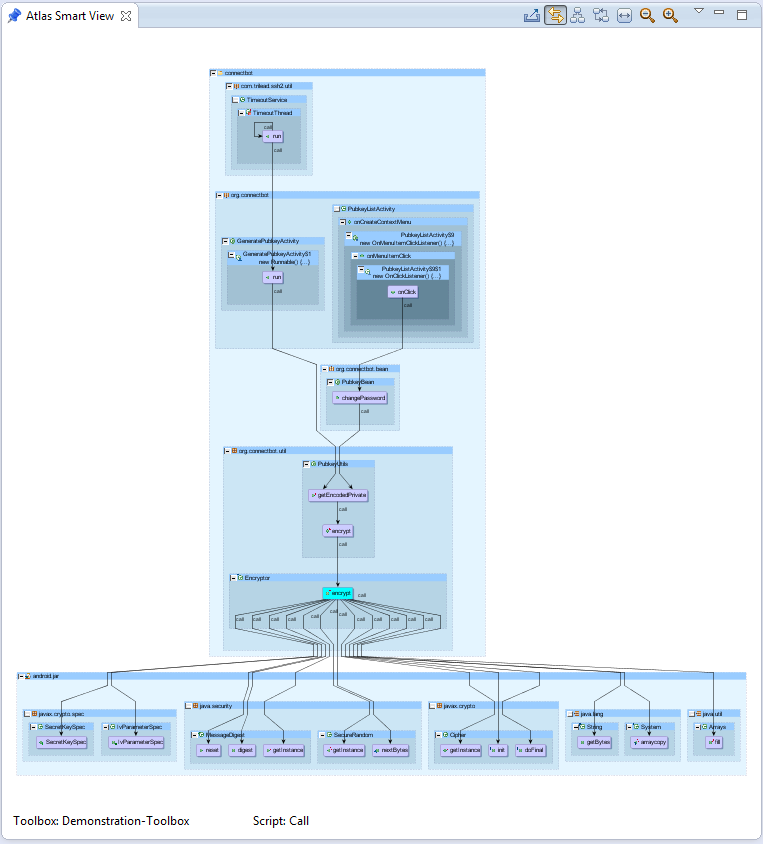 Atlas Smart View
connectbot
com.trilead.ssh2.util
TimeoutService
TimeoutThread
call
run
call
org.connectbot
PubkeyListActivity
onCreateContextMenu
PubkeyListActivity$9
new OnMenuItemClickListener() {...}
GeneratePubkeyActivity
GeneratePubkeyActivity$1
new Runnable() {...}
onMenuItemClick
PubkeyListActivity$9$1
new OnClickListener() {...}
run
call
onClick
call
org.connectbot.bean
PubkeyBean
changePassword
call
org.connectbot.util
PubkeyUtils
getEncodedPrivate
call
encrypt
call
Encryptor
encrypt
call
call call call call call call call call call call call call
android.jar
javax.crypto.spec
java.security
javax.crypto
java.lang
java.util
SecretKeySpec
IvParameterSpec
MessageDigest
SecureRandom
Cipher
String
System
Arrays
SecretKeySpec
IvParameterSpec
reset
digest
getInstance
getInstance
nextBytes
getInstance
init
doFinal
getBytes
arraycopy
fill
Toolbox: Demonstration-Toolbox
Script: Call